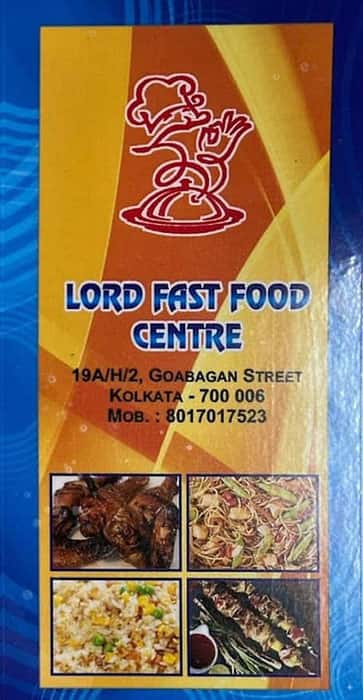 LORD FAST FOOD
CENTRE
19A/H/2, GOABAGAN STREET
KOLKATA - 700 006
MOB. : 8017017523